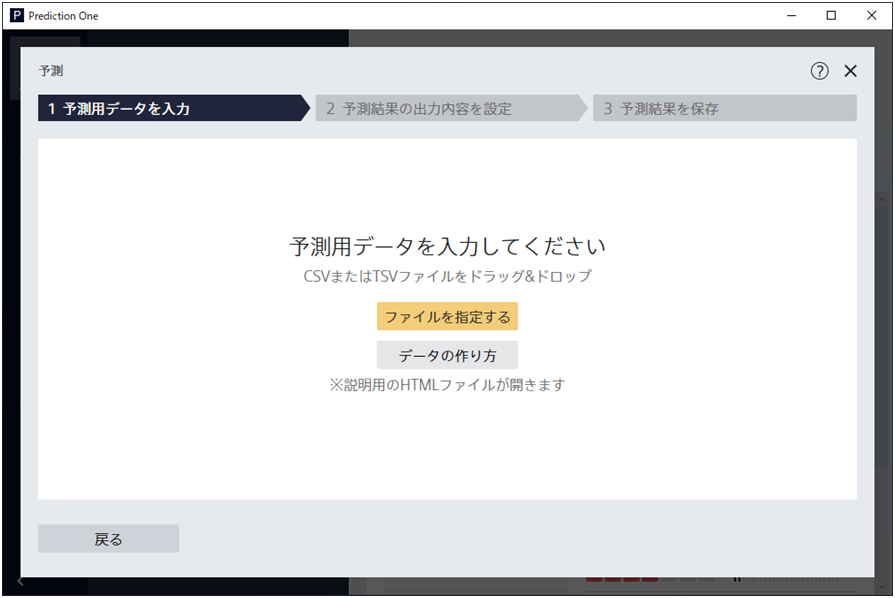 P Prediction One
予測
?
1 予測用データを入力
2 予測結果の出力内容を設定
3 予測結果を保存
予測用データを入力してください
CSVまたはTSVファイルをドラッグ&ドロップ
ファイルを指定する
データの作り方
※説明用のHTMLファイルが開きます
戻る